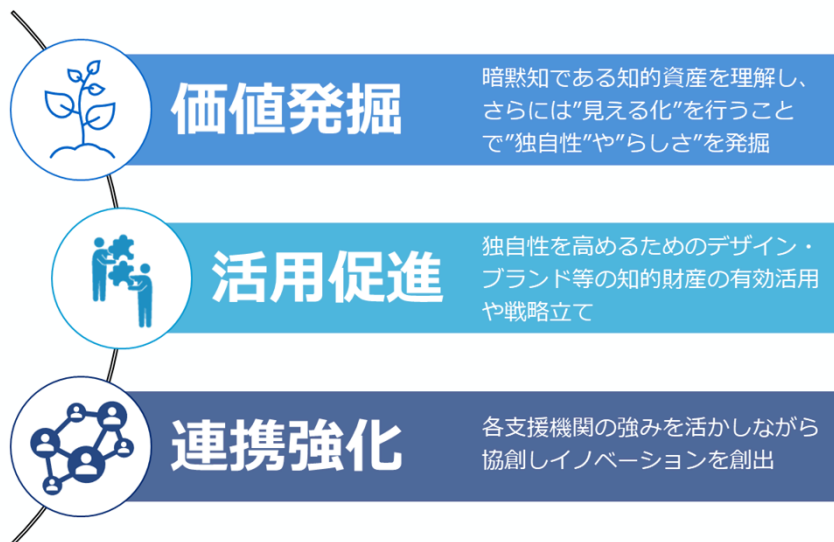 価値発掘
暗黙知である知的資産を理解し、
さらには”見える化”を行うこと
で”独自性”や”らしさ”を発掘
活用促進
独自性を高めるためのデザイン・
ブランド等の知的財産の有効活用
や戦略立て
連携強化
各支援機関の強みを活かしながら
協創しイノベーションを創出